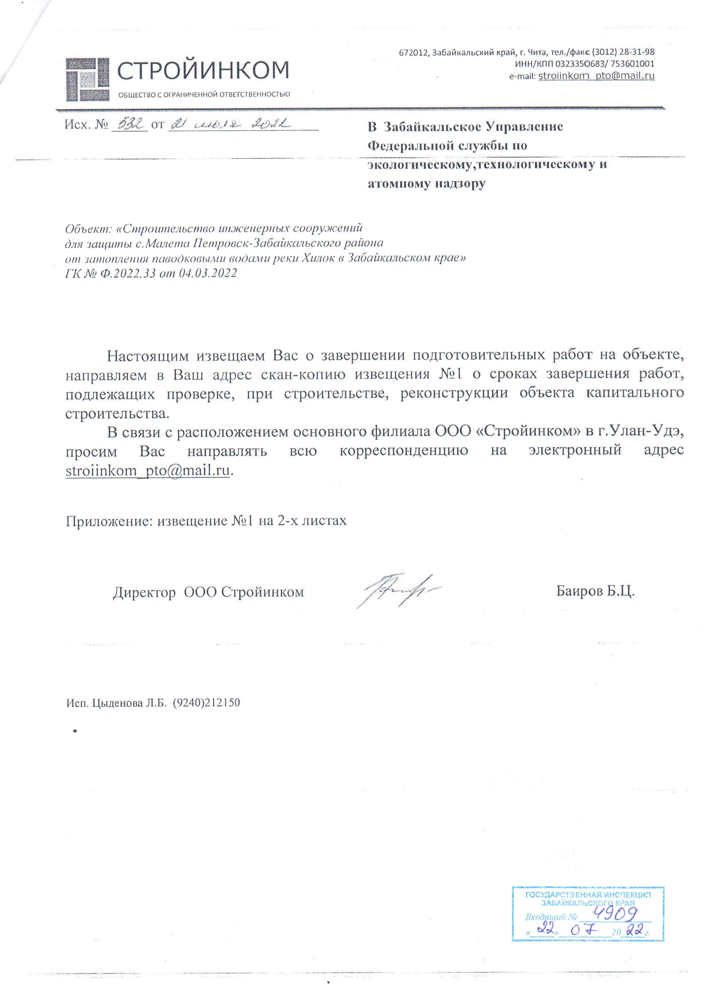 СТРОЙИНКОМ
ОБЩЕСТВО С ОГРАНИЧЕННОЙ ОТВЕТСТВЕННОСТЬЮ
672012, Забайкальский край, г. Чита, тел./факс (3012) 28-31-98
ИНН/КПП 0323350683/ 753601001
e-mail: stroiinkom_pto@mail.ru
Исх. № 532 от 21 июля 2022
В Забайкальское Управление
Федеральной службы по
экологическому,технологическому и
атомному надзору
Объект: «Строительство инженерных сооружений
для защиты с.Малета Петровск-Забайкальского района
от затопления паводковыми водами реки Хилок в Забайкальском крае»
ГК № Ф.2022.33 от 04.03.2022
Настоящим извещаем Вас о завершении подготовительных работ на объекте,
направляем в Ваш адрес скан-копию извещения №1 о сроках завершения работ,
подлежащих проверке, при строительстве, реконструкции объекта капитального
строительства.
В связи с расположением основного филиала ООО «Стройинком» в г.Улан-Удэ,
просим Вас направлять всю корреспонденцию на электронный адрес
stroiinkom_pto@mail.ru.
Приложение: извещение №1 на 2-х листах
Директор ООО Стройинком Баиров Б.Ц.
Исп. Цыденова Л.Б. (9240)212150
ГОСУДАРСТВЕННАЯ ИНСПЕКЦИЯ
ЗАБАЙКАЛЬСКОГО КРАЯ
Входящий № 4909
«22» 07 2022г.